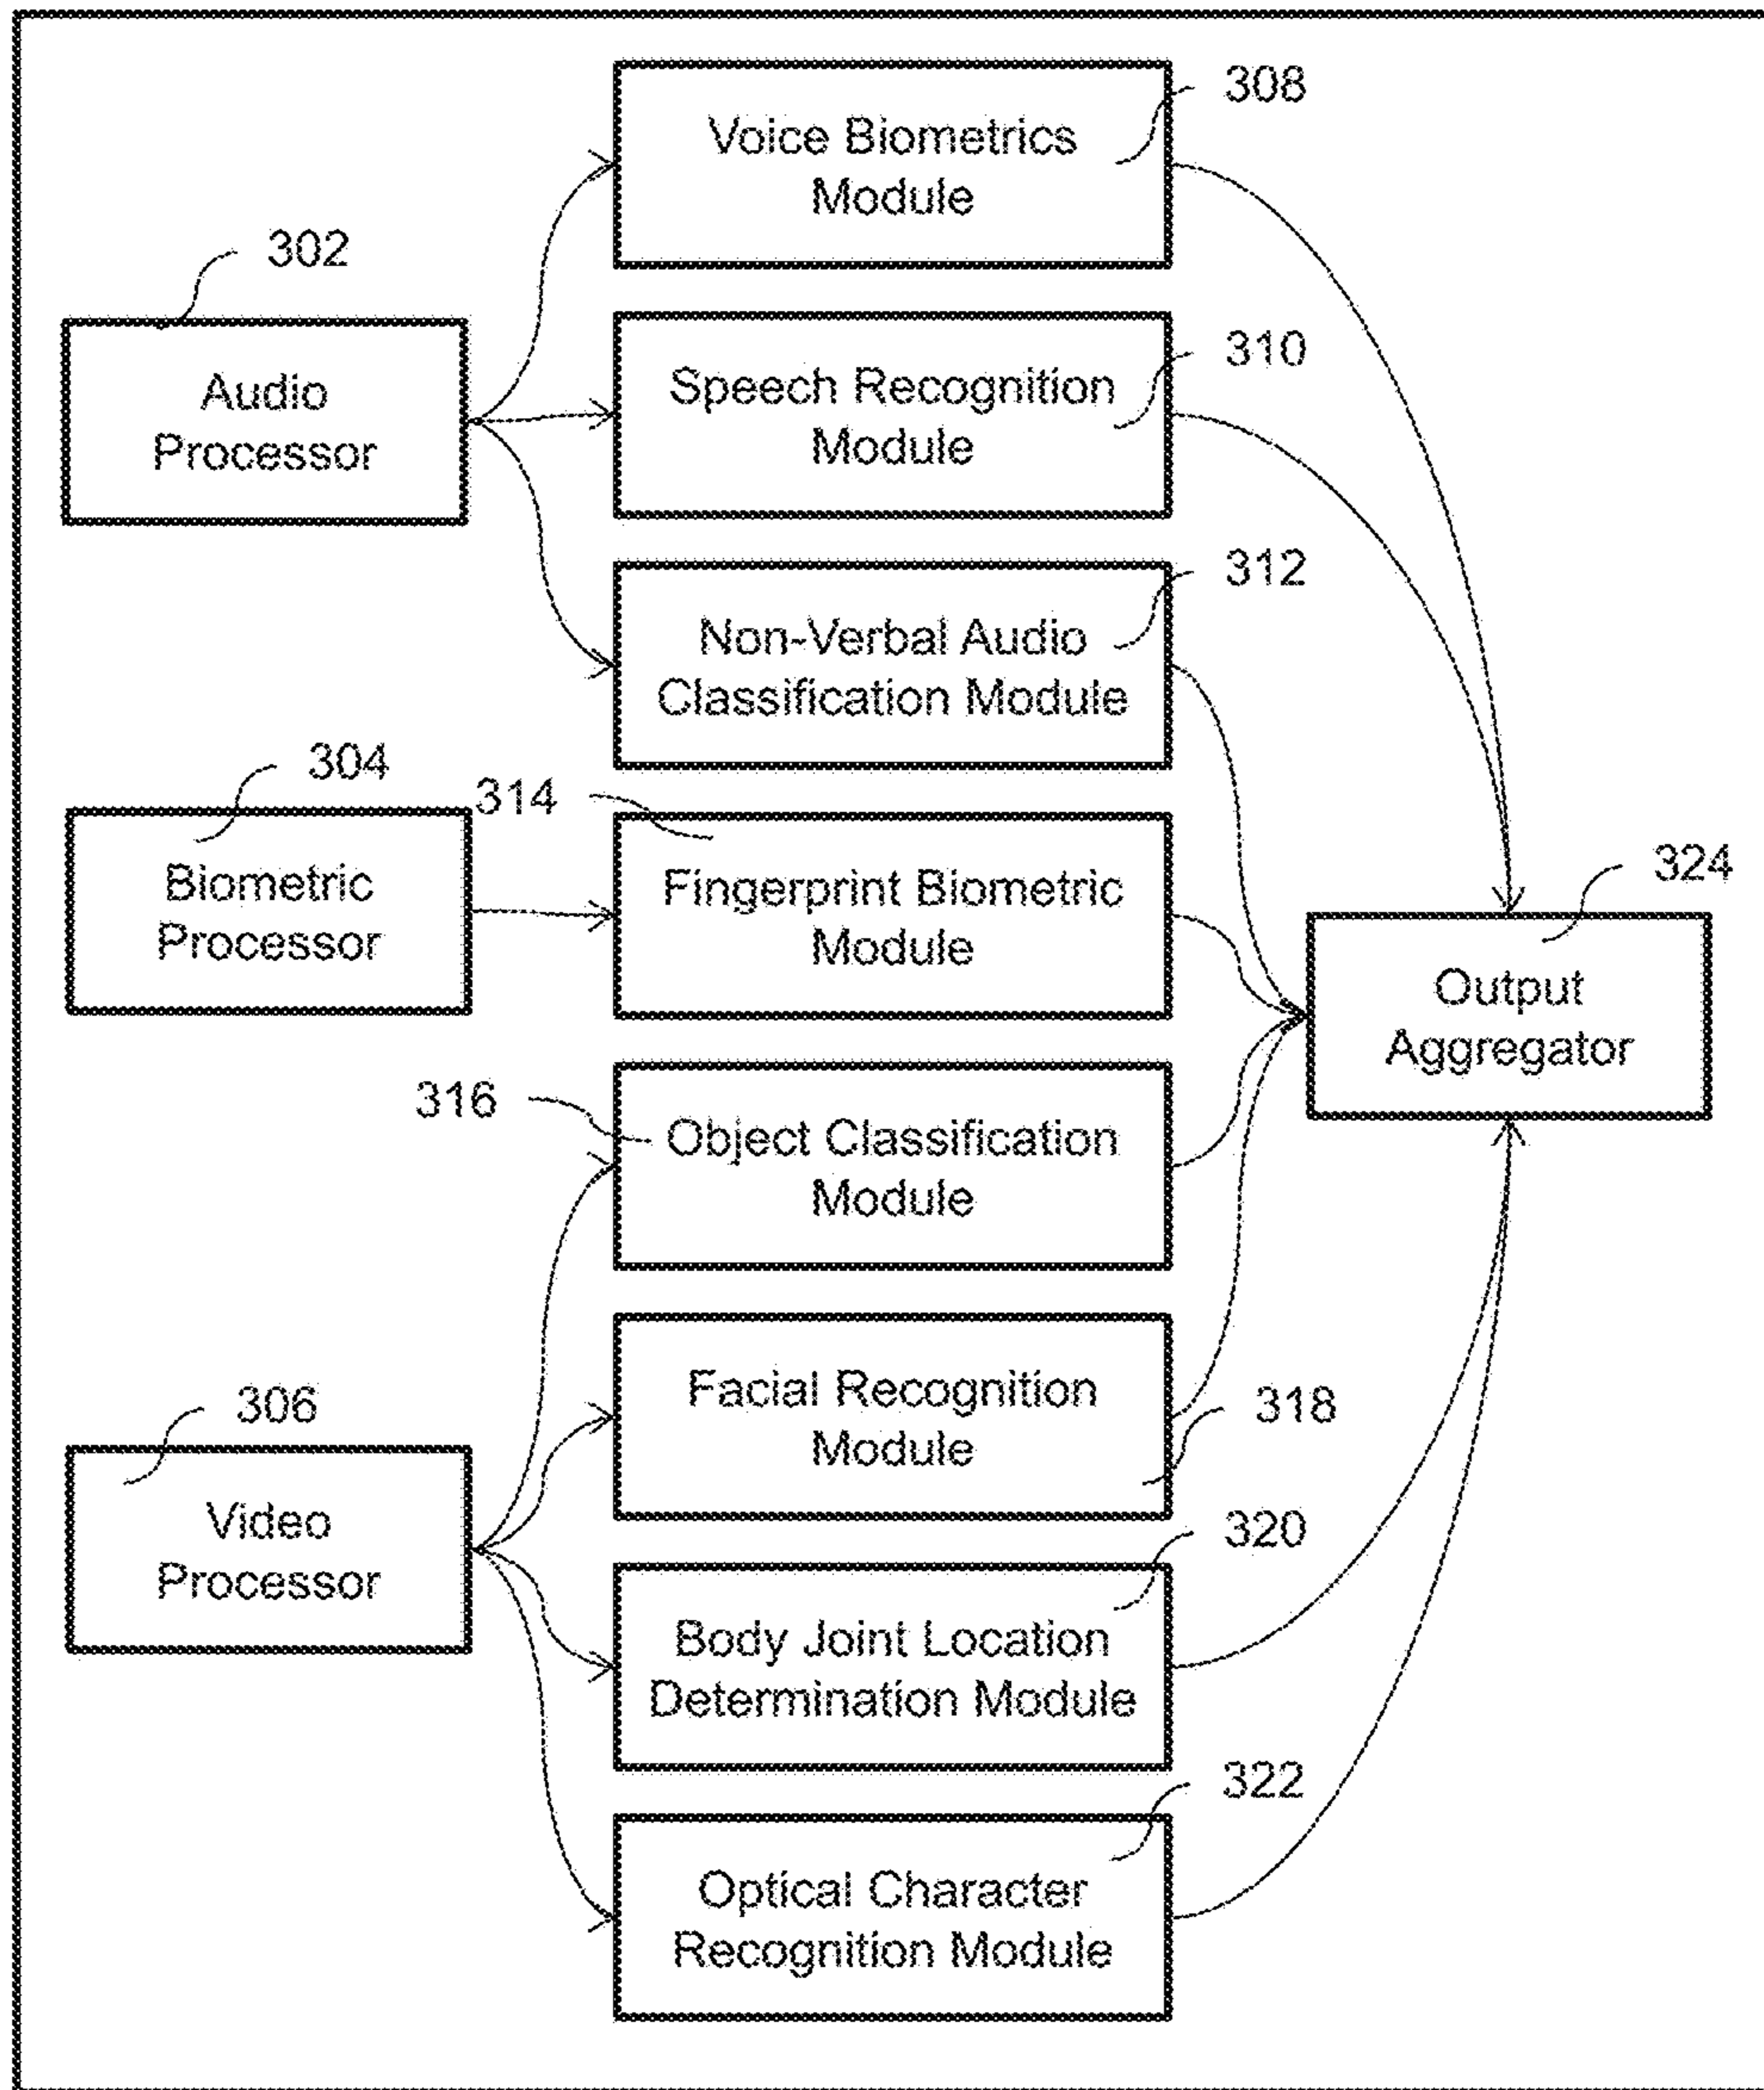 308
Voice Biometrics
Module
302
Audio
Processor
310
Speech Recognition
Module
312
Non-Verbal Audio
Classification Module
304
Biometric
Processor
314
Fingerprint Biometric
Module
324
Output
Aggregator
316
Object Classification
Module
306
Video
Processor
Facial Recognition
Module
318
320
Body Joint Location
Determination Module
322
Optical Character
Recognition Module